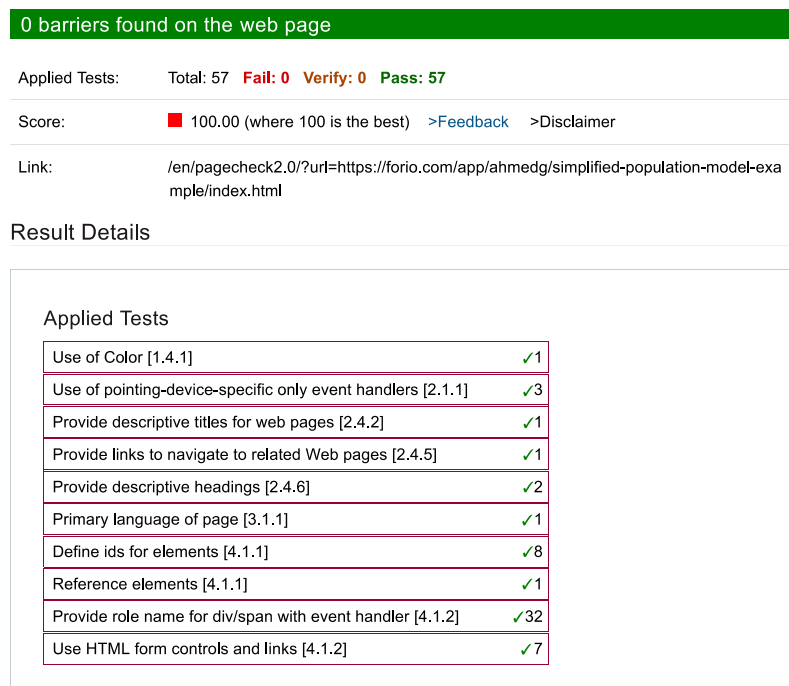 0 barriers found on the web page
Applied Tests: Total: 57 Fail: 0 Verify: 0 Pass: 57
Score: 100.00 (where 100 is the best) >Feedback >Disclaimer
Link: /en/pagecheck2.0/?url=https://forio.com/app/ahmedg/simplified-population-model-exa
mple/index.html
Result Details
Applied Tests
Use of Color [1.4.1] ✓1
Use of pointing-device-specific only event handlers [2.1.1] ✓3
Provide descriptive titles for web pages [2.4.2] ✓1
Provide links to navigate to related Web pages [2.4.5] ✓1
Provide descriptive headings [2.4.6] ✓2
Primary language of page [3.1.1] ✓1
Define ids for elements [4.1.1] ✓8
Reference elements [4.1.1] ✓1
Provide role name for div/span with event handler [4.1.2] ✓32
Use HTML form controls and links [4.1.2] ✓7